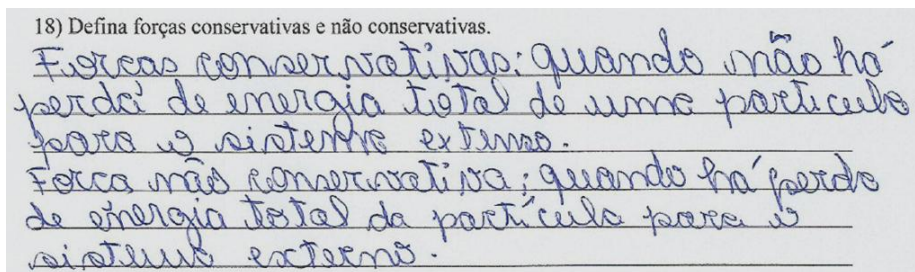 18) Defina forças conservativas e não conservativas.
Forças conservativas: quando não há
perda de energia total de uma partícula
para o sistema externo.
Força não conservativa: quando há perda
de energia total da partícula para o
sistema externo.